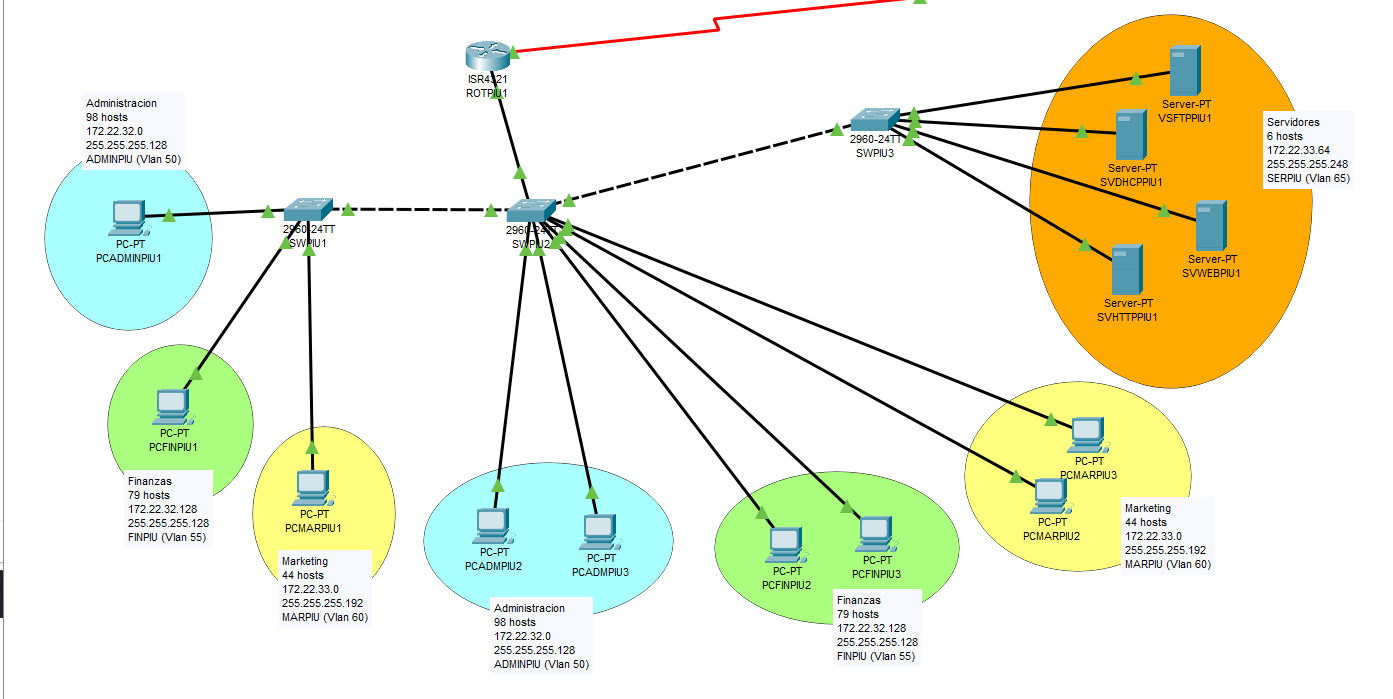 ISR4321
ROTPIU1
Administracion
98 hosts
172.22.32.0
255.255.255.128
ADMINPIU (Vlan 50)
PC-PT
PCADMINPIU1
2960-24TT
SWPIU1
2960-24TT
SWPIU2
2960-24TT
SWPIU3
Server-PT
VSFTPPIU1
Server-PT
SVDHCPPIU1
Server-PT
SVWEBPIU1
Server-PT
SVHTTPPIU1
Servidores
6 hosts
172.22.33.64
255.255.255.248
SERPIU (Vlan 65)
PC-PT
PCFINPIU1
Finanzas
79 hosts
172.22.32.128
255.255.255.128
FINPIU (Vlan 55)
PC-PT
PCMARPIU1
Marketing
44 hosts
172.22.33.0
255.255.255.192
MARPIU (Vlan 60)
PC-PT
PCADMPIU2
PC-PT
PCADMPIU3
Administracion
98 hosts
172.22.32.0
255.255.255.128
ADMINPIU (Vlan 50)
PC-PT
PCFINPIU2
PC-PT
PCFINPIU3
Finanzas
79 hosts
172.22.32.128
255.255.255.128
FINPIU (Vlan 55)
PC-PT
PCMARPIU3
PC-PT
PCMARPIU2
Marketing
44 hosts
172.22.33.0
255.255.255.192
MARPIU (Vlan 60)